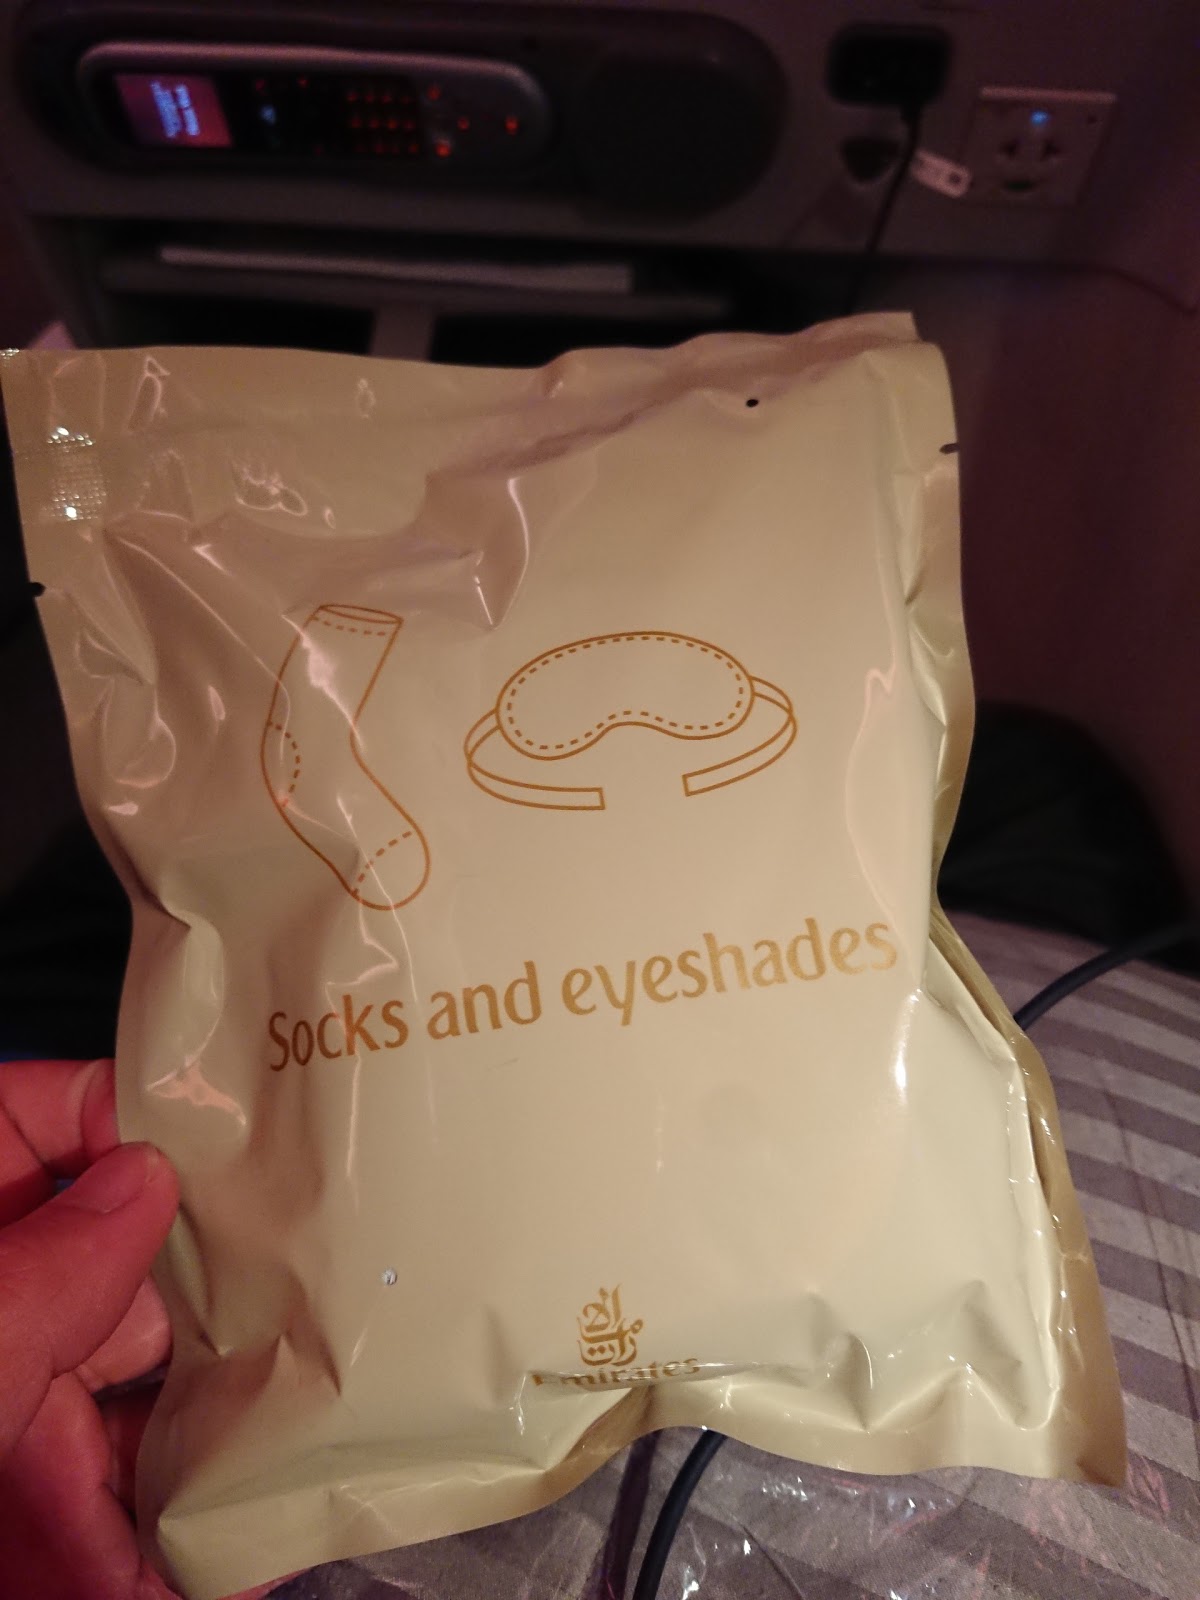 Socks and eyeshades
Emirates